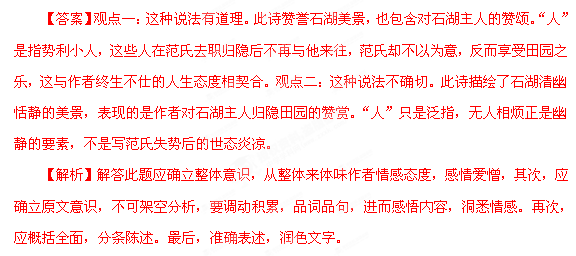 【答案】观点一：这种说法有道理。此诗赞誉石湖美景，也包含对石湖主人的赞颂。“人”
是指势利小人，这些人在范氏去职归隐后不再与他来往，范氏却不以为意，反而享受田园之
乐，这与作者终生不仕的人生态度相契合。观点二：这种说法不确切。此诗描绘了石湖清幽
恬静的美景，表现的是作者对石湖主人归隐田园的赞赏。“人”只是泛指，无人相烦正是幽
静的要素，不是写范氏失势后的世态炎凉。
【解析】解答此题应确立整体意识，从整体来体味作者情感态度，感情爱憎，其次，应
确立原文意识，不可架空分析，要调动积累，品词品句，进而感悟内容，洞悉情感。再次，
应概括全面，分条陈述。最后，准确表述，润色文字。